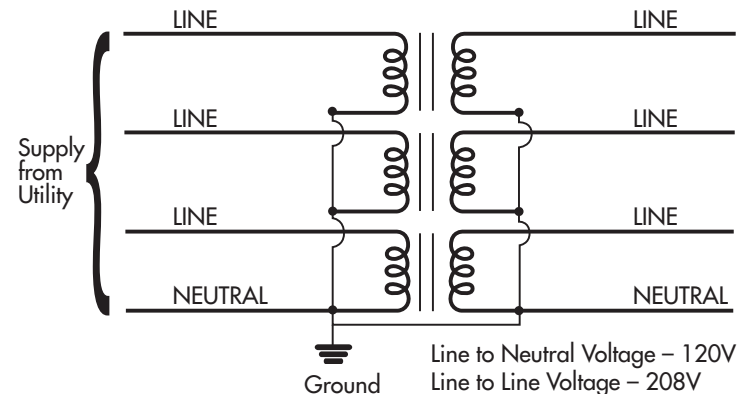 LINE
LINE
LINE
LINE
Supply
from
Utility
LINE
LINE
NEUTRAL
NEUTRAL
Ground
Line to Neutral Voltage – 120V
Line to Line Voltage – 208V